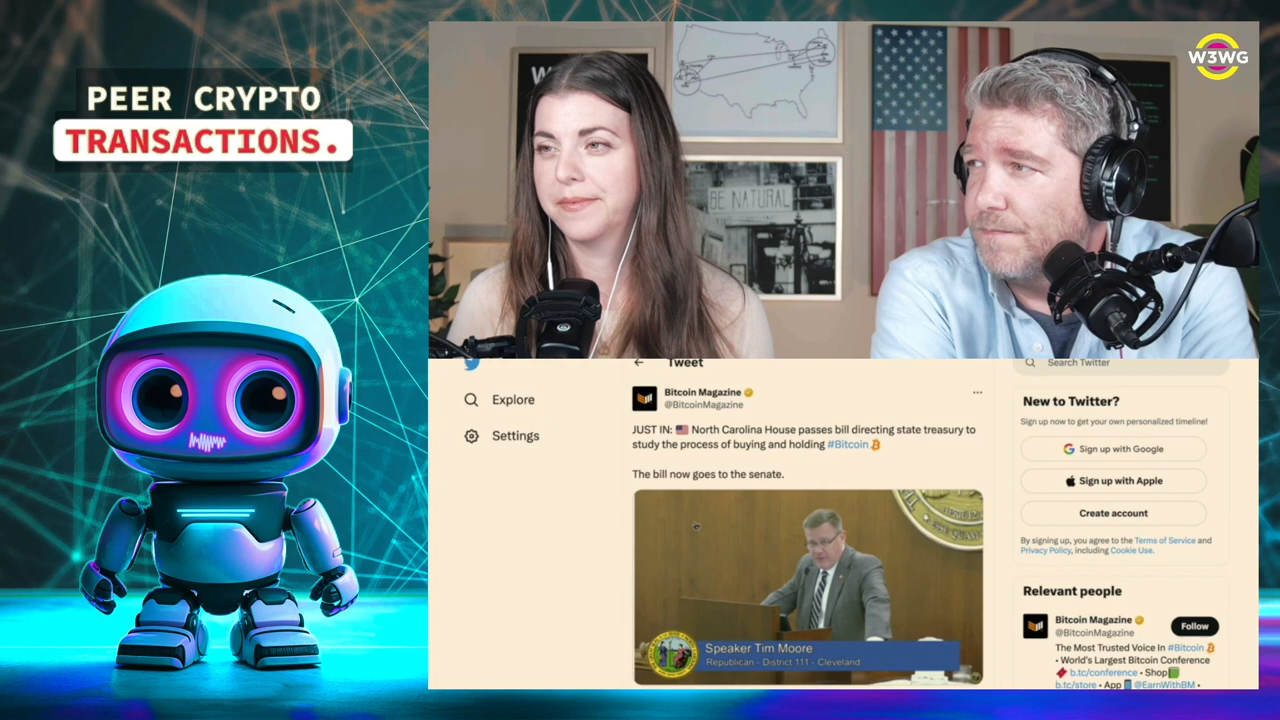 PEER CRYPTO
TRANSACTIONS.
W3WG
BE NATURAL
Tweet
Search Twitter
Explore
Settings
Bitcoin Magazine
@BitcoinMagazine
JUST IN: 🇺🇸 North Carolina House passes bill directing state treasury to
study the process of buying and holding #Bitcoin
The bill now goes to the senate.
Speaker Tim Moore
Republican - District 111 - Cleveland
New to Twitter?
Sign up now to get your own personalized timeline!
Sign up with Google
Sign up with Apple
Create account
By signing up, you agree to the Terms of Service and
Privacy Policy, including Cookie Use.
Relevant people
Bitcoin Magazine
@BitcoinMagazine
Follow
The Most Trusted Voice In #Bitcoin
• World's Largest Bitcoin Conference
b.tc/conference • Shop
b.tc/store • App @EarnWithBM •